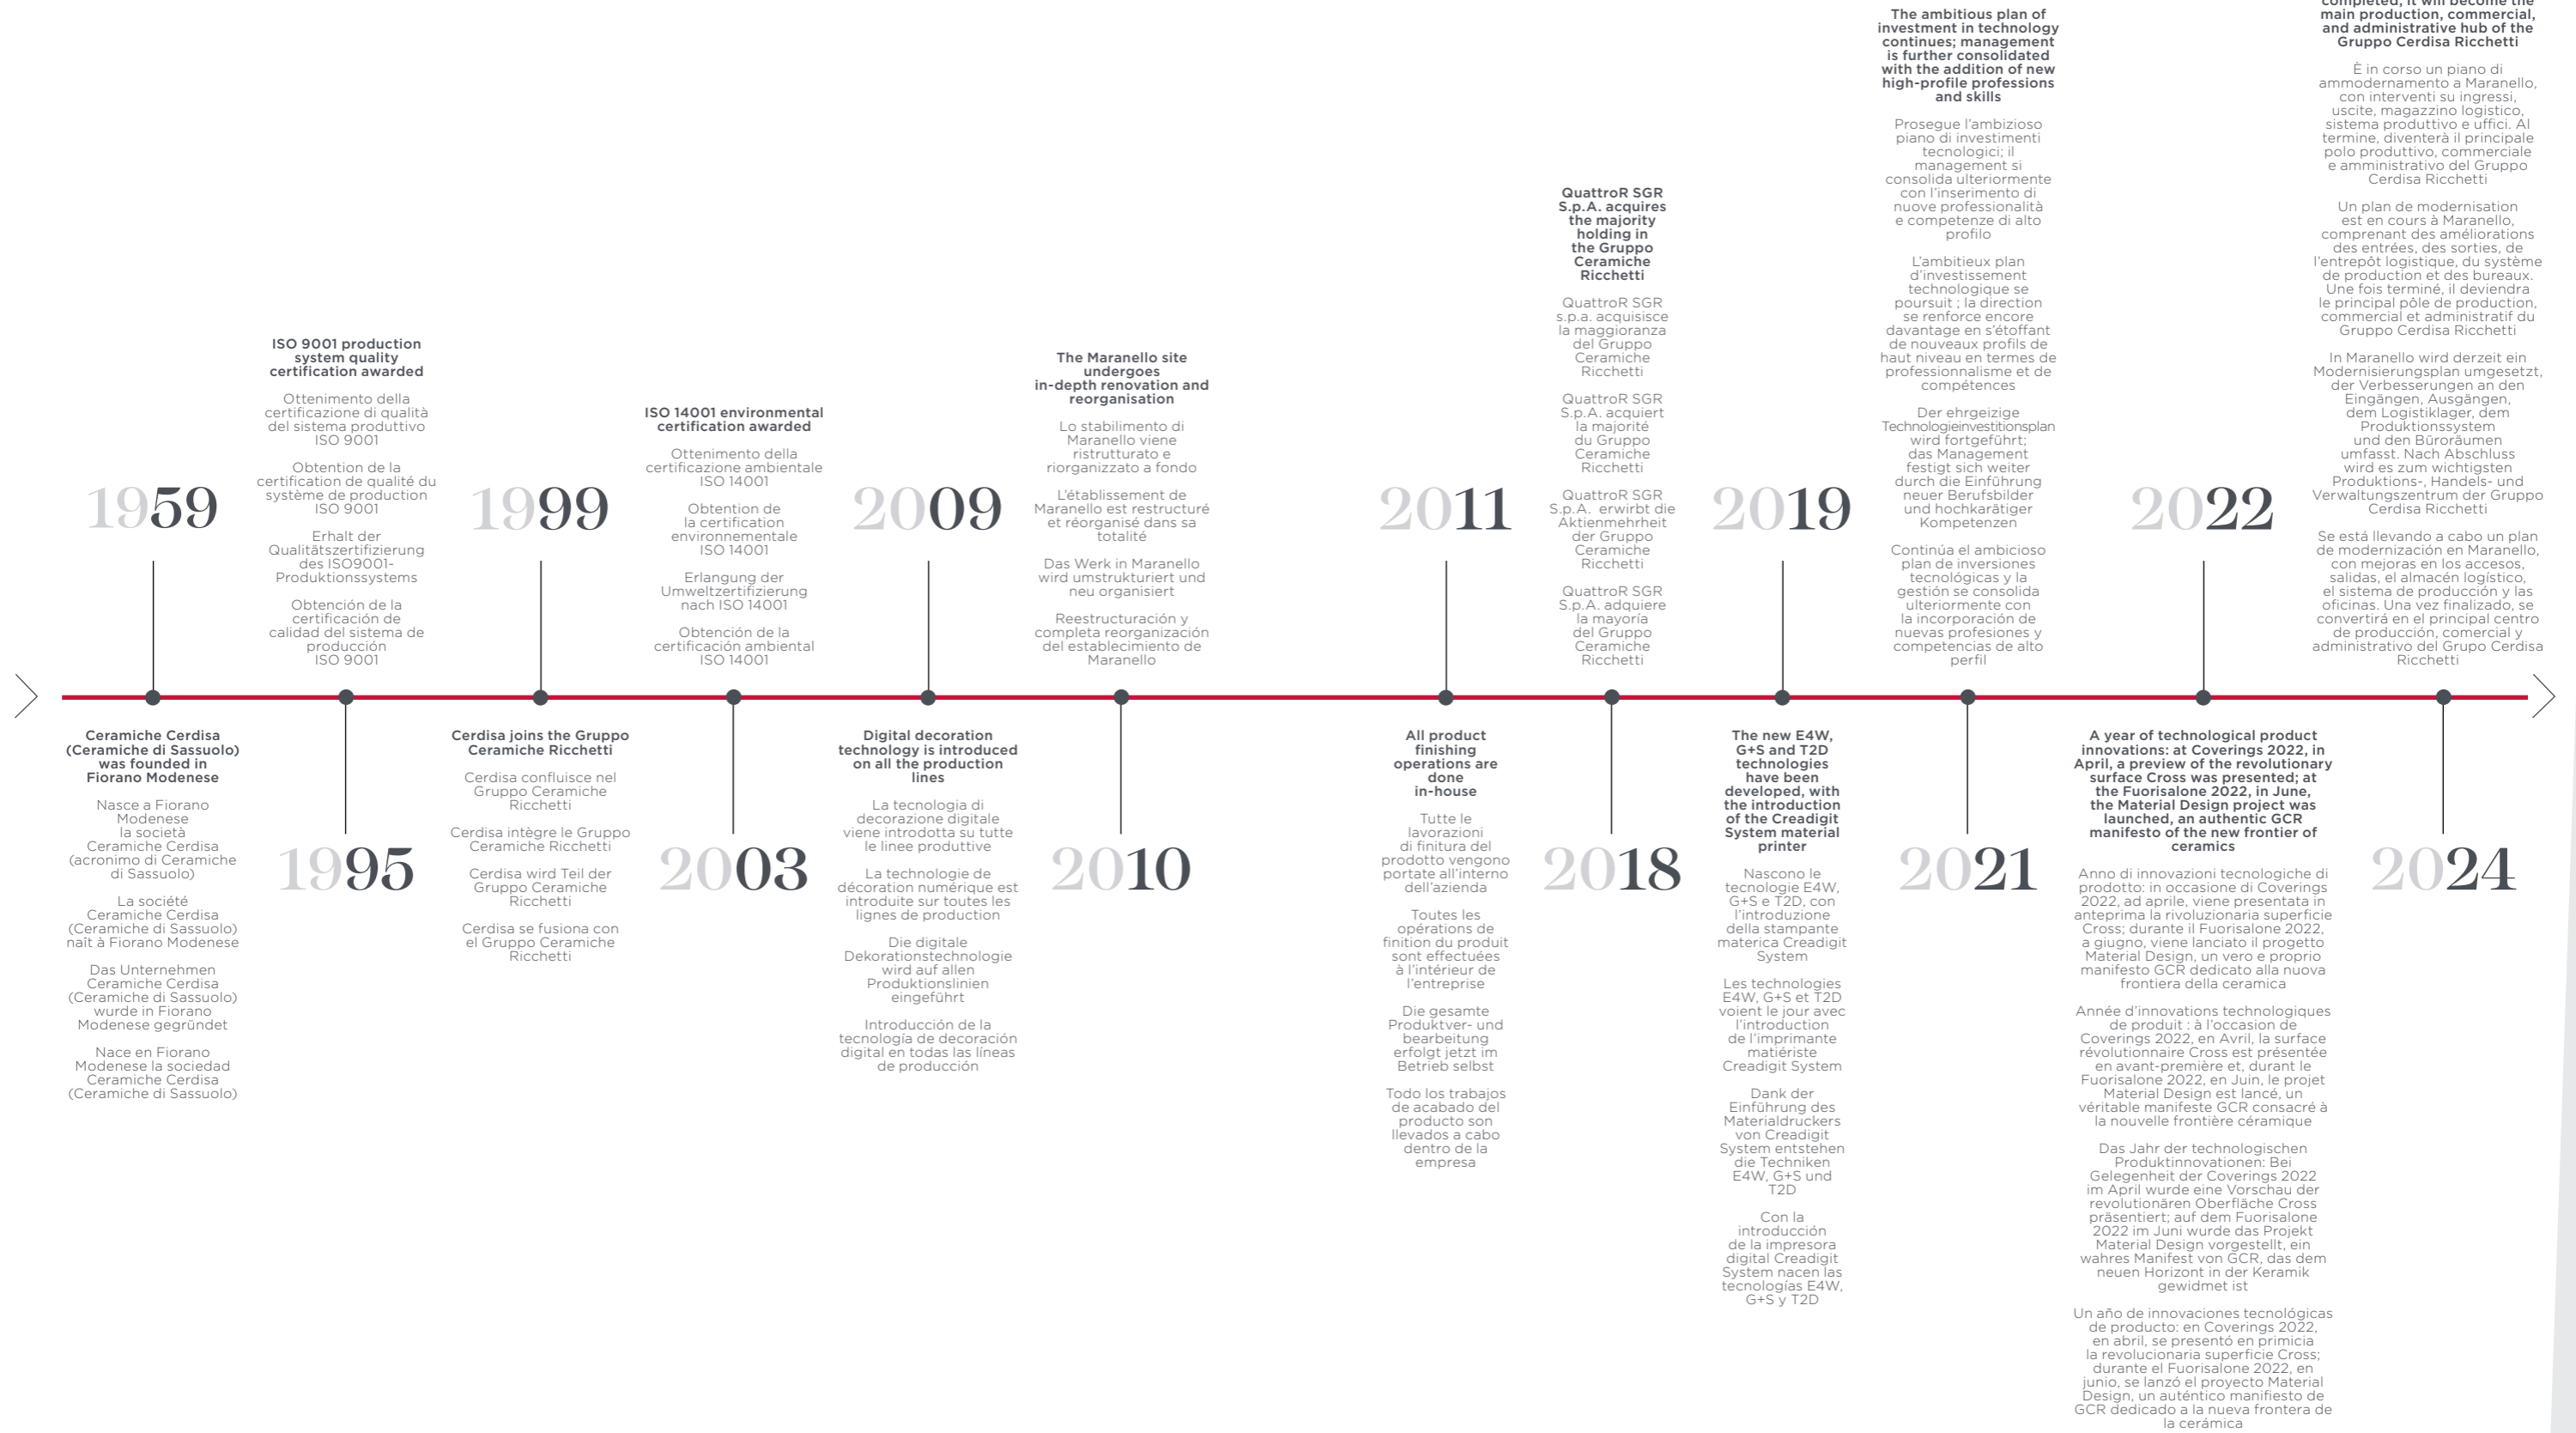 1959
Ceramiche Cerdisa
(Ceramiche di Sassuolo)
was founded in
Fiorano Modenese
Nasce a Fiorano
Modenese
la società
Ceramiche Cerdisa
(acronimo di Ceramiche
di Sassuolo)
La société
Ceramiche Cerdisa
(Ceramiche di Sassuolo)
naît à Fiorano Modenese
Das Unternehmen
Ceramiche Cerdisa
(Ceramiche di Sassuolo)
wurde in Fiorano
Modenese gegründet
Nace en Fiorano
Modenese la sociedad
Ceramiche Cerdisa
(Ceramiche di Sassuolo)
ISO 9001 production
system quality
certification awarded
Ottenimento della
certificazione di qualità
del sistema produttivo
ISO 9001
Obtention de la
certification de qualité du
système de production
ISO 9001
Erhalt der
Qualitätszertifizierung
des ISO9001-
Produktionssystems
Obtención de la
certificación de
calidad del sistema de
producción
ISO 9001
1995
1999
Cerdisa joins the Gruppo
Ceramiche Ricchetti
Cerdisa confluisce nel
Gruppo Ceramiche
Ricchetti
Cerdisa intègre le Gruppo
Ceramiche Ricchetti
Cerdisa wird Teil der
Gruppo Ceramiche
Ricchetti
Cerdisa se fusiona con
el Gruppo Ceramiche
Ricchetti
ISO 14001 environmental
certification awarded
Ottenimento della
certificazione ambientale
ISO 14001
Obtention de
la certification
environnementale
ISO 14001
Erlangung der
Umweltzertifizierung
nach ISO 14001
Obtención de la
certificación ambiental
ISO 14001
2003
2009
Digital decoration
technology is introduced
on all the production
lines
La tecnologia di
decorazione digitale
viene introdotta su tutte
le linee produttive
La technologie de
décoration numérique est
introduite sur toutes les
lignes de production
Die digitale
Dekorationstechnologie
wird auf allen
Produktionslinien
eingeführt
Introducción de la
tecnología de decoración
digital en todas las líneas
de producción
The Maranello site
undergoes
in-depth renovation and
reorganisation
Lo stabilimento di
Maranello viene
ristrutturato e
riorganizzato a fondo
L'établissement de
Maranello est restructuré
et réorganisé dans sa
totalité
Das Werk in Maranello
wird umstrukturiert und
neu organisiert
Reestructuración y
completa reorganización
del establecimiento de
Maranello
2010
2011
All product
finishing
operations are
done
in-house
Tutte le
lavorazioni
di finitura del
prodotto vengono
portate all'interno
dell'azienda
Toutes les
opérations de
finition du produit
sont effectuées
à l'intérieur de
l'entreprise
Die gesamte
Produktver- und
bearbeitung
erfolgt jetzt im
Betrieb selbst
Todo los trabajos
de acabado del
producto son
llevados a cabo
dentro de la
empresa
QuattroR SGR
S.p.A. acquires
the majority
holding in
the Gruppo
Ceramiche
Ricchetti
QuattroR SGR
s.p.a. acquisisce
la maggioranza
del Gruppo
Ceramiche
Ricchetti
QuattroR SGR
S.p.A. acquiert
la majorité
du Gruppo
Ceramiche
Ricchetti
QuattroR SGR
S.p.A. erwirbt die
Aktienmehrheit
der Gruppo
Ceramiche
Ricchetti
QuattroR SGR
S.p.A. adquiere
la mayoría
del Gruppo
Ceramiche
Ricchetti
2018
2019
The new E4W,
G+S and T2D
technologies
have been
developed, with
the introduction
of the Creadigit
System material
printer
Nascono le
tecnologie E4W,
G+S e T2D, con
l'introduzione
della stampante
materica Creadigit
System
Les technologies
E4W, G+S et T2D
voient le jour avec
l'introduction
de l'imprimante
matiériste
Creadigit System
Dank der
Einführung des
Materialdruckers
von Creadigit
System entstehen
die Techniken
E4W, G+S und
T2D
Con la
introducción
de la impresora
digital Creadigit
System nacen las
tecnologías E4W,
G+S y T2D
The ambitious plan of
investment in technology
continues; management
is further consolidated
with the addition of new
high-profile professions
and skills
Prosegue l'ambizioso
piano di investimenti
tecnologici; il
management si
consolida ulteriormente
con l'inserimento di
nuove professionalità
e competenze di alto
profilo
L'ambitieux plan
d'investissement
technologique se
poursuit ; la direction
se renforce encore
davantage en s'étoffant
de nouveaux profils de
haut niveau en termes de
professionnalisme et de
compétences
Der ehrgeizige
Technologieinvestitionsplan
wird fortgeführt;
das Management
festigt sich weiter
durch die Einführung
neuer Berufsbilder
und hochkarätiger
Kompetenzen
Continúa el ambicioso
plan de inversiones
tecnológicas y la
gestión se consolida
ulteriormente con
la incorporación de
nuevas profesiones y
competencias de alto
perfil
2021
2022
A year of technological product
innovations: at Coverings 2022, in
April, a preview of the revolutionary
surface Cross was presented; at
the Fuorisalone 2022, in June,
the Material Design project was
launched, an authentic GCR
manifesto of the new frontier of
ceramics
Anno di innovazioni tecnologiche di
prodotto: in occasione di Coverings
2022, ad aprile, viene presentata in
anteprima la rivoluzionaria superficie
Cross; durante il Fuorisalone 2022,
a giugno, viene lanciato il progetto
Material Design, un vero e proprio
manifesto GCR dedicato alla nuova
frontiera della ceramica
Année d'innovations technologiques
de produit : à l'occasion de
Coverings 2022, en Avril, la surface
révolutionnaire Cross est présentée
en avant-première et, durant le
Fuorisalone 2022, en Juin, le projet
Material Design est lancé, un
véritable manifeste GCR consacré à
la nouvelle frontière céramique
Das Jahr der technologischen
Produktinnovationen: Bei
Gelegenheit der Coverings 2022
im April wurde eine Vorschau der
revolutionären Oberfläche Cross
präsentiert; auf dem Fuorisalone
2022 im Juni wurde das Projekt
Material Design vorgestellt, ein
wahres Manifest von GCR, das dem
neuen Horizont in der Keramik
gewidmet ist
Un año de innovaciones tecnológicas
de producto: en Coverings 2022,
en abril, se presentó en primicia
la revolucionaria superficie Cross;
durante el Fuorisalone 2022, en
junio, se lanzó el proyecto Material
Design, un auténtico manifiesto de
GCR dedicado a la nueva frontera de
la cerámica
completed, it will become the
main production, commercial,
and administrative hub of the
Gruppo Cerdisa Ricchetti
È in corso un piano di
ammodernamento a Maranello,
con interventi su ingressi,
uscite, magazzino logistico,
sistema produttivo e uffici. Al
termine, diventerà il principale
polo produttivo, commerciale
e amministrativo del Gruppo
Cerdisa Ricchetti
Un plan de modernisation
est en cours à Maranello,
comprenant des améliorations
des entrées, des sorties, de
l'entrepôt logistique, du système
de production et des bureaux.
Une fois terminé, il deviendra
le principal pôle de production,
commercial et administratif du
Gruppo Cerdisa Ricchetti
In Maranello wird derzeit ein
Modernisierungsplan umgesetzt,
der Verbesserungen an den
Eingängen, Ausgängen,
dem Logistiklager, dem
Produktionssystem
und den Büroräumen
umfasst. Nach Abschluss
wird es zum wichtigsten
Produktions-, Handels- und
Verwaltungszentrum der Gruppo
Cerdisa Ricchetti
Se está llevando a cabo un plan
de modernización en Maranello,
con mejoras en los accesos,
salidas, el almacén logístico,
el sistema de producción y las
oficinas. Una vez finalizado, se
convertirá en el principal centro
de producción, comercial y
administrativo del Grupo Cerdisa
Ricchetti
2024